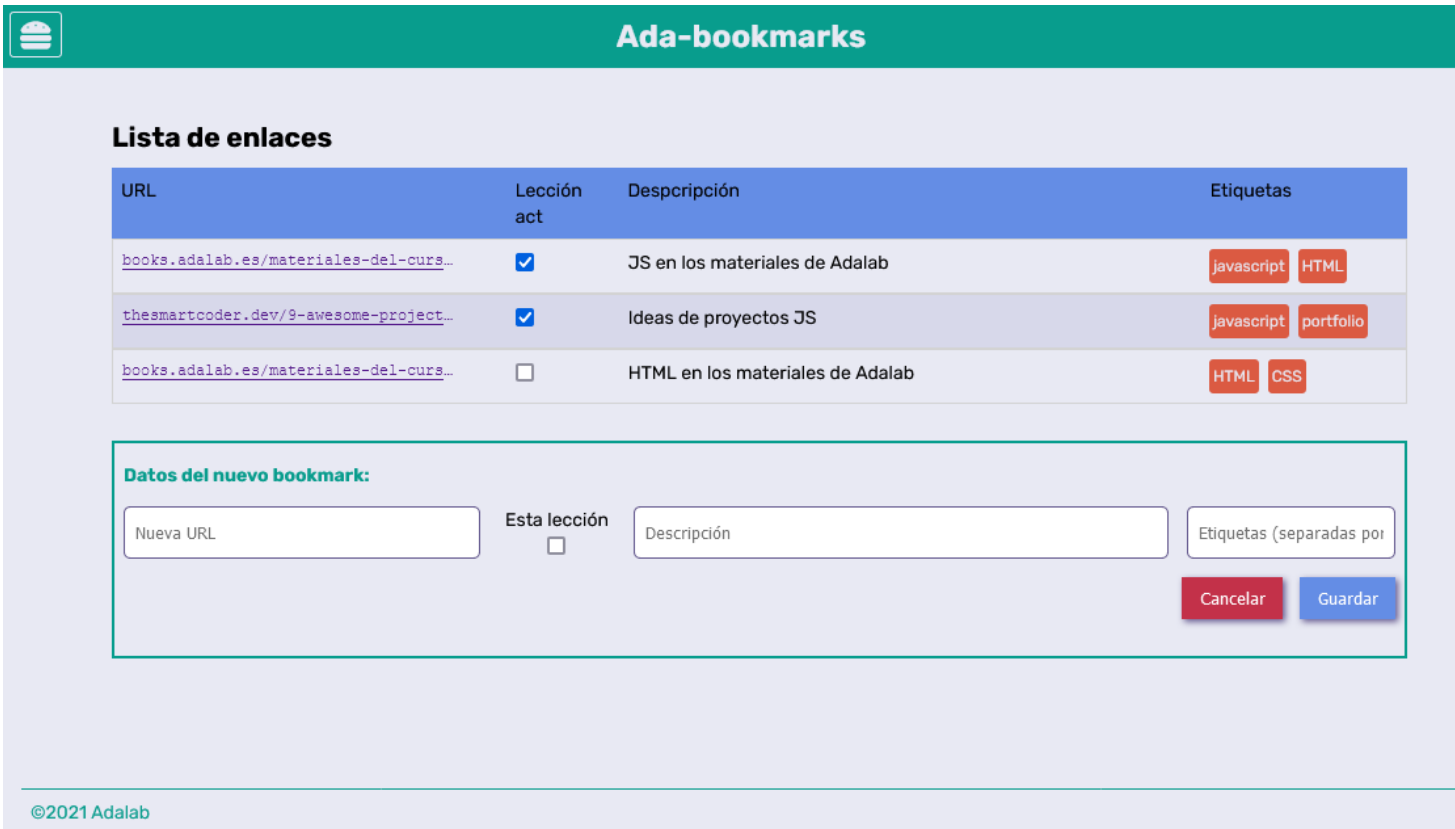 Ada-bookmarks
Lista de enlaces
URL Lección act Despcripción Etiquetas
books.adalab.es/materiales-del-curs… JS en los materiales de Adalab javascript HTML
thesmartcoder.dev/9-awesome-project… Ideas de proyectos JS javascript portfolio
books.adalab.es/materiales-del-curs… HTML en los materiales de Adalab HTML CSS
Datos del nuevo bookmark:
Nueva URL Esta lección Descripción Etiquetas (separadas por
Cancelar Guardar
©2021 Adalab